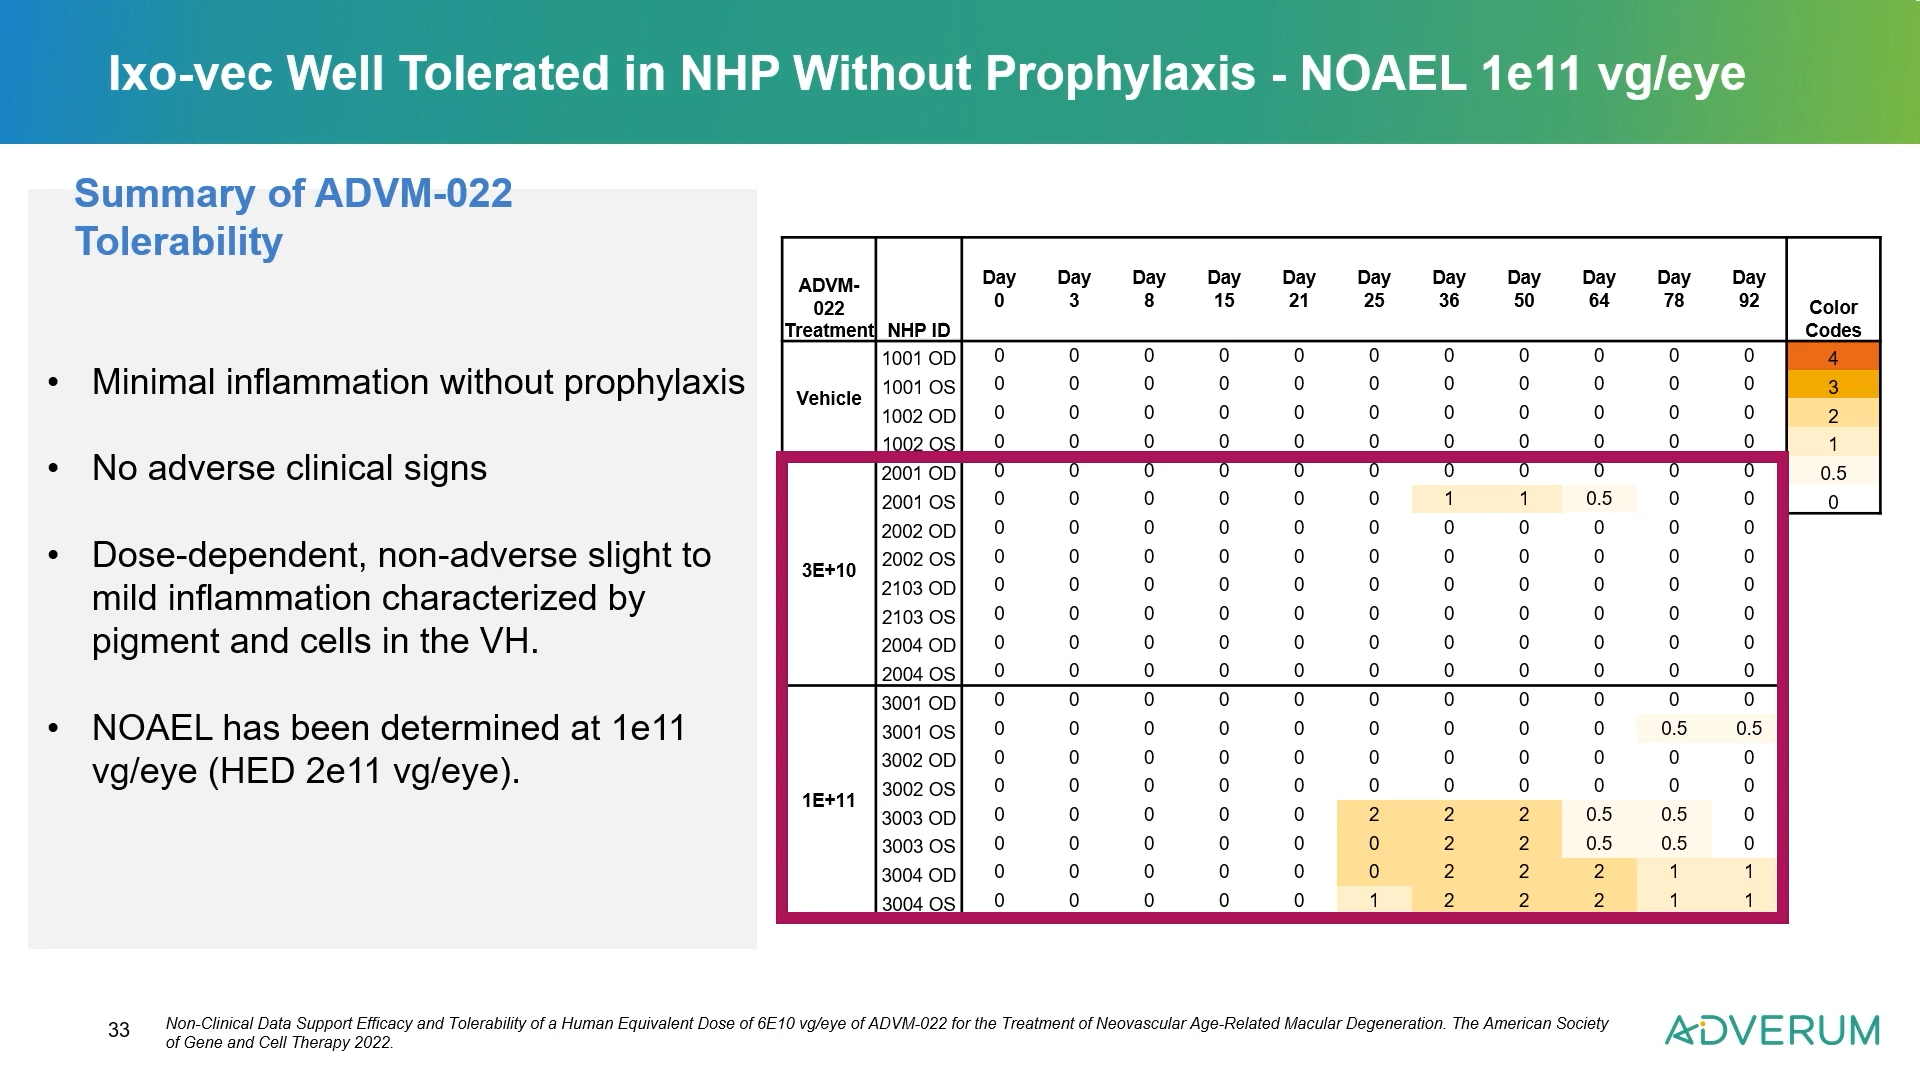 Ixo-vec Well Tolerated in NHP Without Prophylaxis - NOAEL 1e11 vg/eye
Summary of ADVM-022
Tolerability
• Minimal inflammation without prophylaxis
• No adverse clinical signs
• Dose-dependent, non-adverse slight to
mild inflammation characterized by
pigment and cells in the VH.
• NOAEL has been determined at 1e11
vg/eye (HED 2e11 vg/eye).
ADVM-
022
Treatment NHP ID Day 0 Day 3 Day 8 Day 15 Day 21 Day 25 Day 36 Day 50 Day 64 Day 78 Day 92 Color Codes
Vehicle
1001 OD 0 0 0 0 0 0 0 0 0 0 0 4
1001 OS 0 0 0 0 0 0 0 0 0 0 0 3
1002 OD 0 0 0 0 0 0 0 0 0 0 0 2
1002 OS 0 0 0 0 0 0 0 0 0 0 0 1
3E+10
2001 OD 0 0 0 0 0 0 0 0 0 0 0 0.5
2001 OS 0 0 0 0 0 0 1 1 0.5 0 0 0
2002 OD 0 0 0 0 0 0 0 0 0 0 0
2002 OS 0 0 0 0 0 0 0 0 0 0 0
2103 OD 0 0 0 0 0 0 0 0 0 0 0
2103 OS 0 0 0 0 0 0 0 0 0 0 0
2004 OD 0 0 0 0 0 0 0 0 0 0 0
2004 OS 0 0 0 0 0 0 0 0 0 0 0
1E+11
3001 OD 0 0 0 0 0 0 0 0 0 0 0
3001 OS 0 0 0 0 0 0 0 0 0 0.5 0.5
3002 OD 0 0 0 0 0 0 0 0 0 0 0
3002 OS 0 0 0 0 0 0 0 0 0 0 0
3003 OD 0 0 0 0 0 2 2 2 0.5 0.5 0
3003 OS 0 0 0 0 0 0 2 2 0.5 0.5 0
3004 OD 0 0 0 0 0 0 2 2 2 1 1
3004 OS 0 0 0 0 0 1 2 2 2 1 1
33
Non-Clinical Data Support Efficacy and Tolerability of a Human Equivalent Dose of 6E10 vg/eye of ADVM-022 for the Treatment of Neovascular Age-Related Macular Degeneration. The American Society
of Gene and Cell Therapy 2022.
ADVERUM